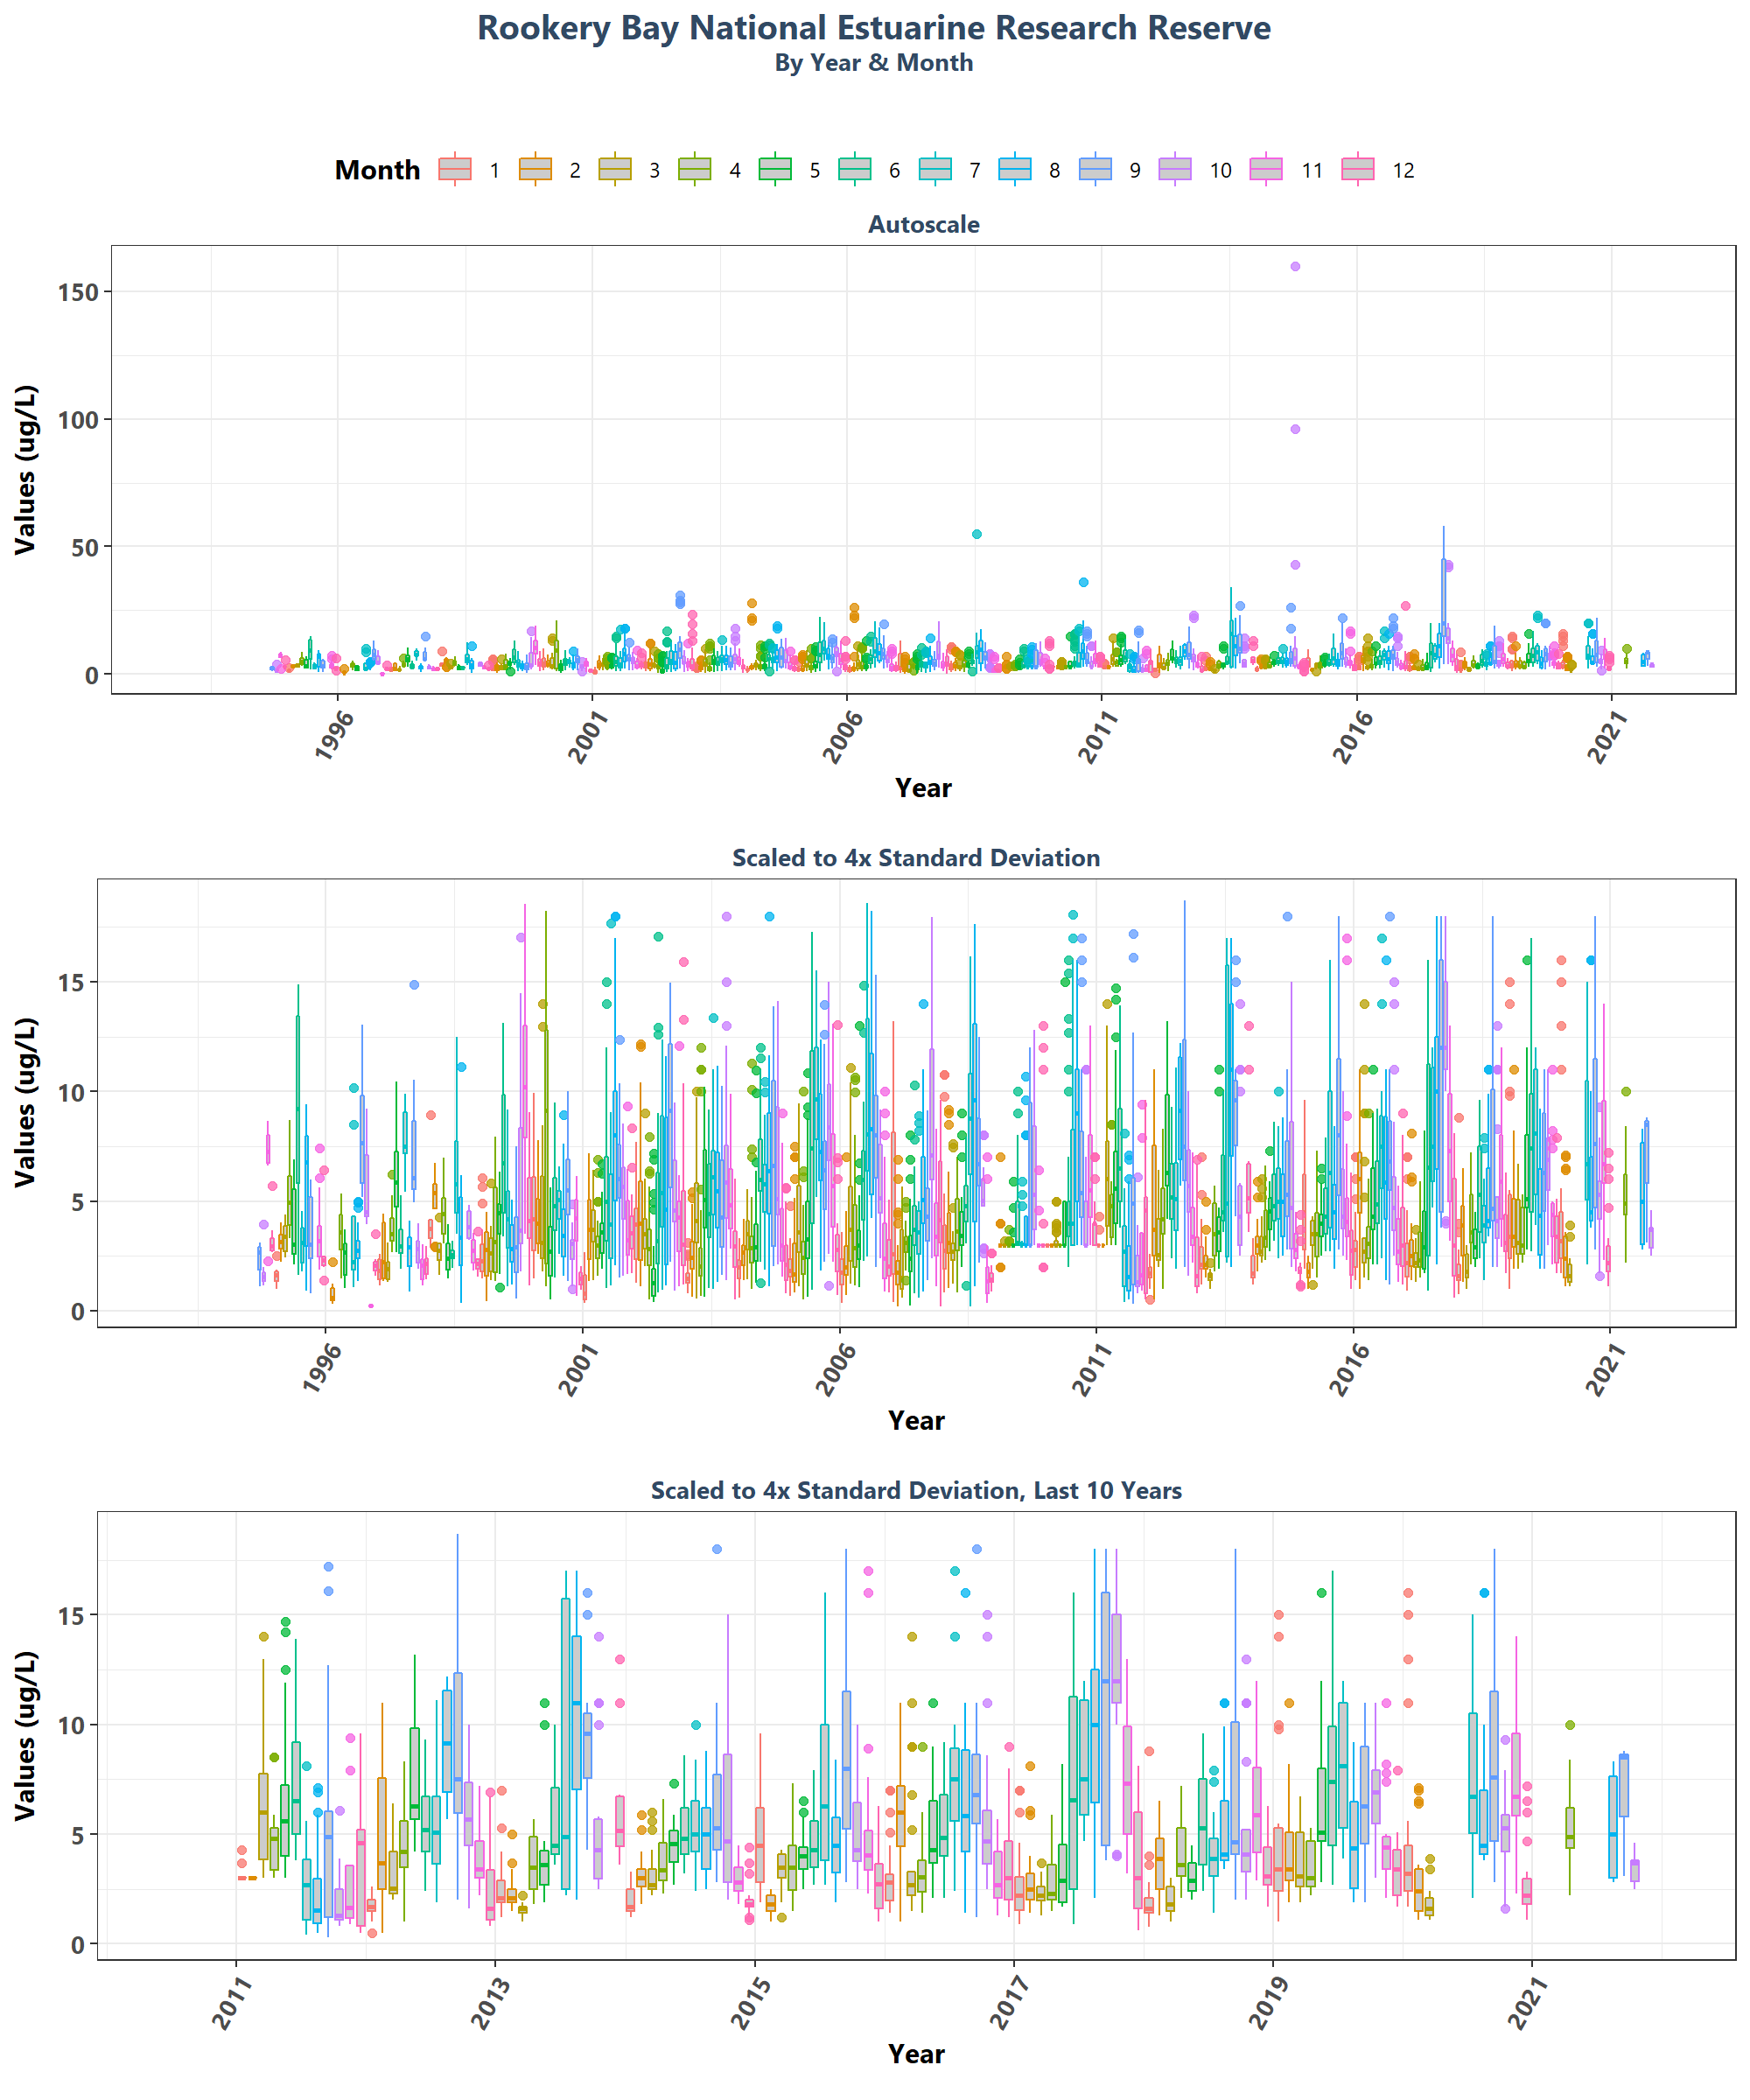 Rookery Bay National Estuarine Research Reserve
By Year & Month
Month 1 2 3 4 5 6 7 8 9 10 11 12
Autoscale
Values (ug/L)
150
100
50
0
1996 2001 2006 2011 2016 2021
Year
Scaled to 4x Standard Deviation
Values (ug/L)
15
10
5
0
1996 2001 2006 2011 2016 2021
Year
Scaled to 4x Standard Deviation, Last 10 Years
Values (ug/L)
15
10
5
0
2011 2013 2015 2017 2019 2021
Year